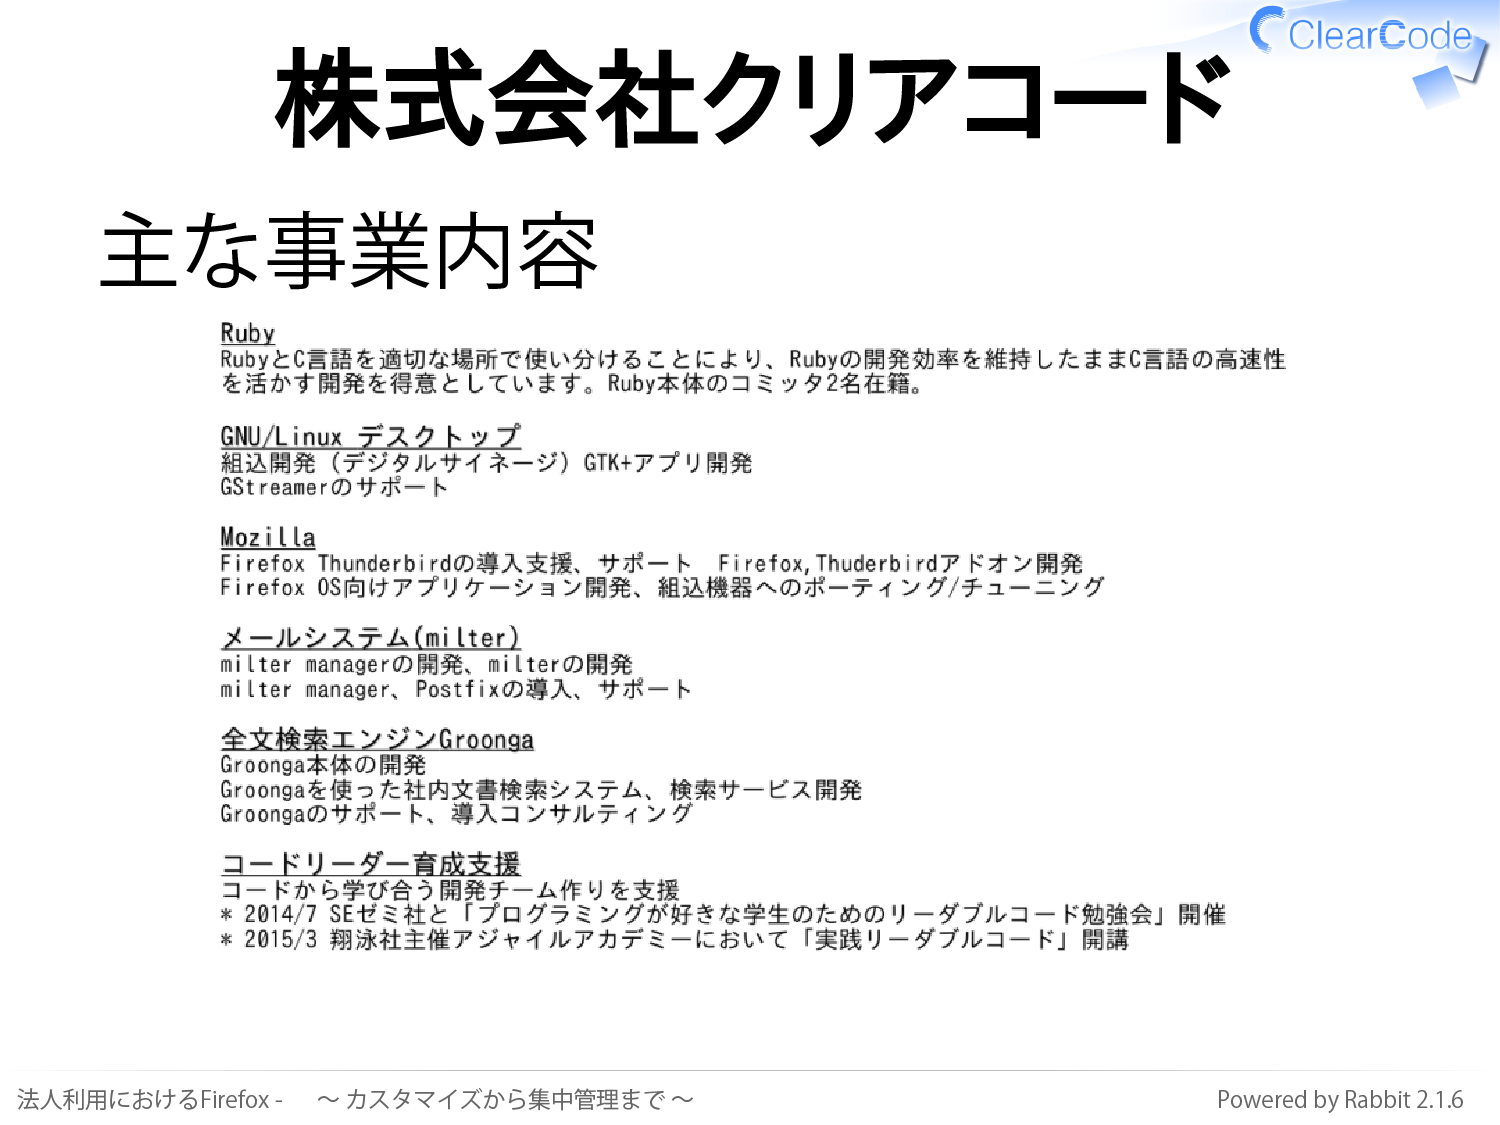 ClearCode
株式会社クリアコード
主な事業内容
Ruby
RubyとC言語を適切な場所で使い分けることにより、Rubyの開発効率を維持したままC言語の高速性
を活かす開発を得意としています。Ruby本体のコミッタ2名在籍。
GNU/Linux デスクトップ
組込開発（デジタルサイネージ）GTK+アプリ開発
GStreamerのサポート
Mozilla
Firefox Thunderbirdの導入支援、サポート　Firefox,Thuderbirdアドオン開発
Firefox OS向けアプリケーション開発、組込機器へのポーティング/チューニング
メールシステム(milter)
milter managerの開発、milterの開発
milter manager、Postfixの導入、サポート
全文検索エンジンGroonga
Groonga本体の開発
Groongaを使った社内文書検索システム、検索サービス開発
Groongaのサポート、導入コンサルティング
コードリーダー育成支援
コードから学び合う開発チーム作りを支援
* 2014/7 SEゼミ社と「プログラミングが好きな学生のためのリーダブルコード勉強会」開催
* 2015/3 翔泳社主催アジャイルアカデミーにおいて「実践リーダブルコード」開講
法人利用におけるFirefox -　～ カスタマイズから集中管理まで ～
Powered by Rabbit 2.1.6